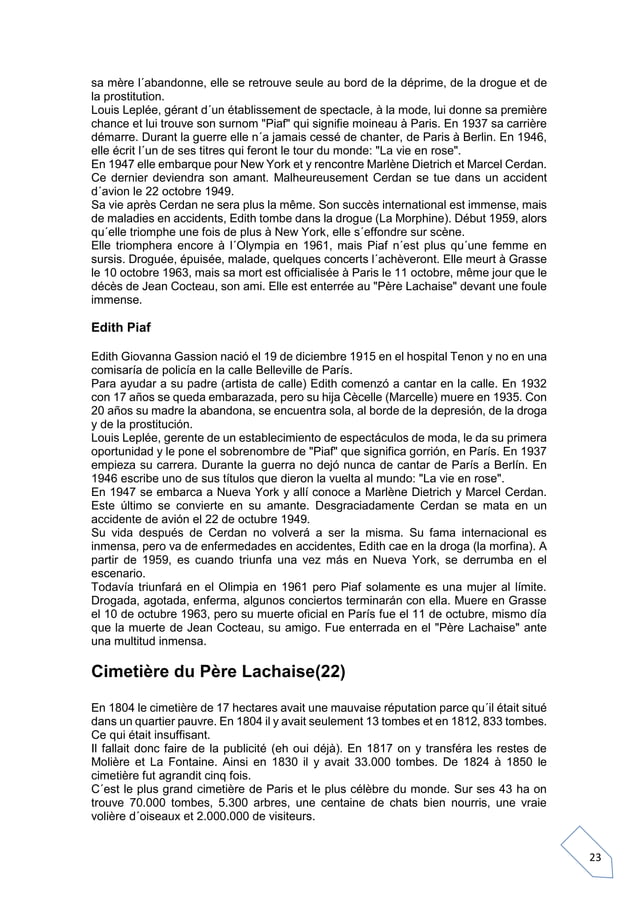 sa mère l´abandonne, elle se retrouve seule au bord de la déprime, de la drogue et de
la prostitution.
Louis Leplée, gérant d´un établissement de spectacle, à la mode, lui donne sa première
chance et lui trouve son surnom "Piaf" qui signifie moineau à Paris. En 1937 sa carrière
démarre. Durant la guerre elle n´a jamais cessé de chanter, de Paris à Berlin. En 1946,
elle écrit l´un de ses titres qui feront le tour du monde: "La vie en rose".
En 1947 elle embarque pour New York et y rencontre Marlène Dietrich et Marcel Cerdan.
Ce dernier deviendra son amant. Malheureusement Cerdan se tue dans un accident
d´avion le 22 octobre 1949.
Sa vie après Cerdan ne sera plus la même. Son succès international est immense, mais
de maladies en accidents, Edith tombe dans la drogue (La Morphine). Début 1959, alors
qu´elle triomphe une fois de plus à New York, elle s´effondre sur scène.
Elle triomphera encore à l´Olympia en 1961, mais Piaf n´est plus qu´une femme en
sursis. Droguée, épuisée, malade, quelques concerts l´achèveront. Elle meurt à Grasse
le 10 octobre 1963, mais sa mort est officialisée à Paris le 11 octobre, même jour que le
décès de Jean Cocteau, son ami. Elle est enterrée au "Père Lachaise" devant une foule
immense.
Edith Piaf
Edith Giovanna Gassion nació el 19 de diciembre 1915 en el hospital Tenon y no en una
comisaría de policía en la calle Belleville de París.
Para ayudar a su padre (artista de calle) Edith comenzó a cantar en la calle. En 1932
con 17 años se queda embarazada, pero su hija Cècelle (Marcelle) muere en 1935. Con
20 años su madre la abandona, se encuentra sola, al borde de la depresión, de la droga
y de la prostitución.
Louis Leplée, gerente de un establecimiento de espectáculos de moda, le da su primera
oportunidad y le pone el sobrenombre de "Piaf" que significa gorrión, en París. En 1937
empieza su carrera. Durante la guerra no dejó nunca de cantar de París a Berlín. En
1946 escribe uno de sus títulos que dieron la vuelta al mundo: "La vie en rose".
En 1947 se embarca a Nueva York y allí conoce a Marlène Dietrich y Marcel Cerdan.
Este último se convierte en su amante. Desgraciadamente Cerdan se mata en un
accidente de avión el 22 de octubre 1949.
Su vida después de Cerdan no volverá a ser la misma. Su fama internacional es
inmensa, pero va de enfermedades en accidentes, Edith cae en la droga (la morfina). A
partir de 1959, es cuando triunfa una vez más en Nueva York, se derrumba en el
escenario.
Todavía triunfará en el Olimpia en 1961 pero Piaf solamente es una mujer al límite.
Drogada, agotada, enferma, algunos conciertos terminarán con ella. Muere en Grasse
el 10 de octubre 1963, pero su muerte oficial en París fue el 11 de octubre, mismo día
que la muerte de Jean Cocteau, su amigo. Fue enterrada en el "Père Lachaise" ante
una multitud inmensa.
Cimetière du Père Lachaise(22)
En 1804 le cimetière de 17 hectares avait une mauvaise réputation parce qu´il était situé
dans un quartier pauvre. En 1804 il y avait seulement 13 tombes et en 1812, 833 tombes.
Ce qui était insuffisant.
Il fallait donc faire de la publicité (eh oui déjà). En 1817 on y transféra les restes de
Molière et La Fontaine. Ainsi en 1830 il y avait 33.000 tombes. De 1824 à 1850 le
cimetière fut agrandit cinq fois.
C´est le plus grand cimetière de Paris et le plus célèbre du monde. Sur ses 43 ha on
trouve 70.000 tombes, 5.300 arbres, une centaine de chats bien nourris, une vraie
volière d´oiseaux et 2.000.000 de visiteurs.
23